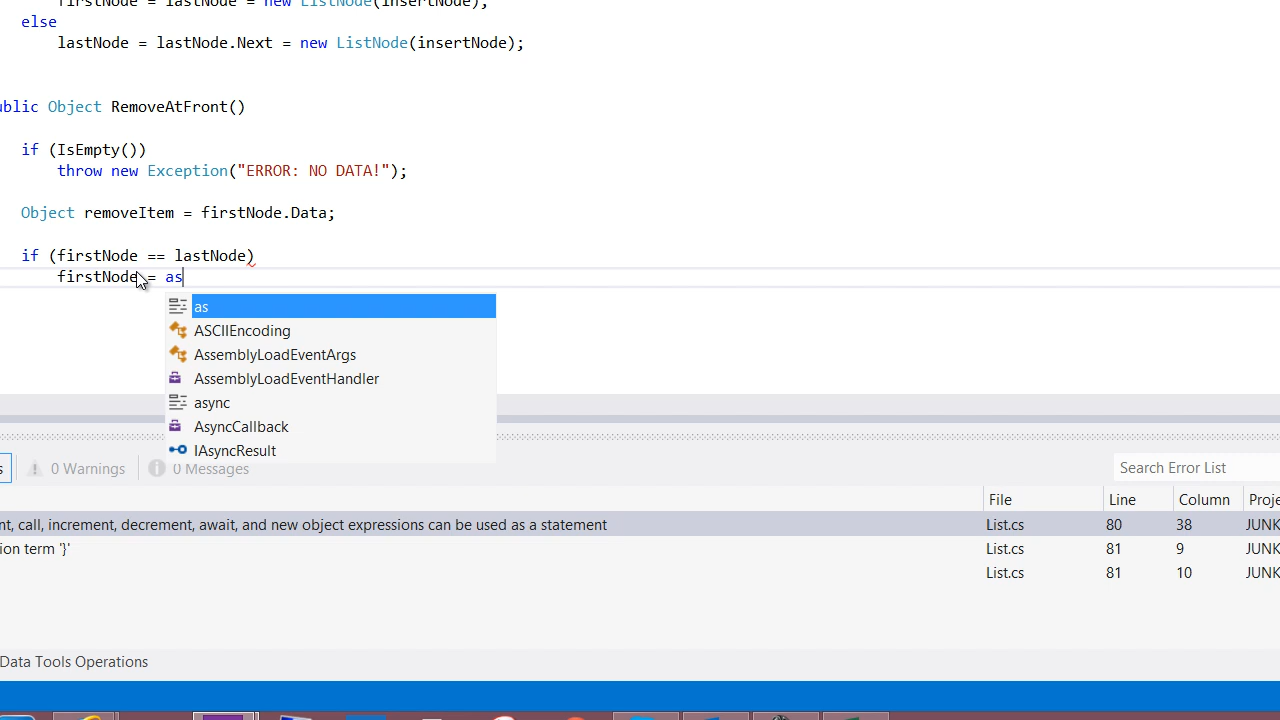 firstNode = lastNode = new ListNode(insertNode);
else
lastNode = lastNode.Next = new ListNode(insertNode);
ublic Object RemoveAtFront()
if (IsEmpty())
throw new Exception("ERROR: NO DATA!");
Object removeItem = firstNode.Data;
if (firstNode == lastNode)
firstNode = as
as
ASCIIEncoding
AssemblyLoadEventArgs
AssemblyLoadEventHandler
async
AsyncCallback
IAsyncResult
s 0 Warnings 0 Messages Search Error List
File Line Column Proje
nt, call, increment, decrement, await, and new object expressions can be used as a statement List.cs 80 38 JUNK
ion term '}' List.cs 81 9 JUNK
List.cs 81 10 JUNK
Data Tools Operations